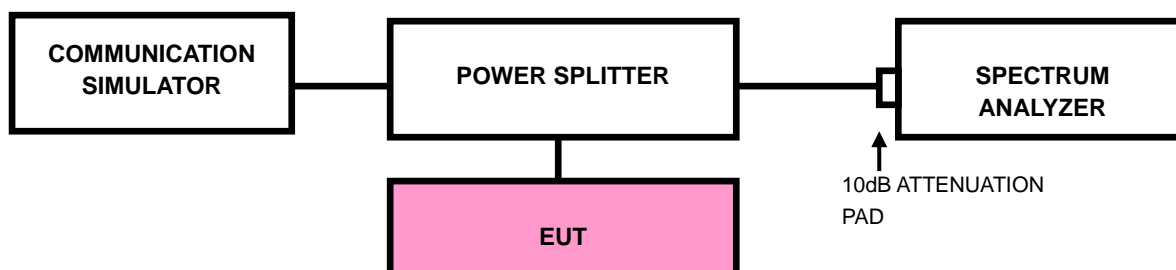 COMMUNICATION
SIMULATOR
POWER SPLITTER
SPECTRUM
ANALYZER
10dB ATTENUATION
PAD
EUT